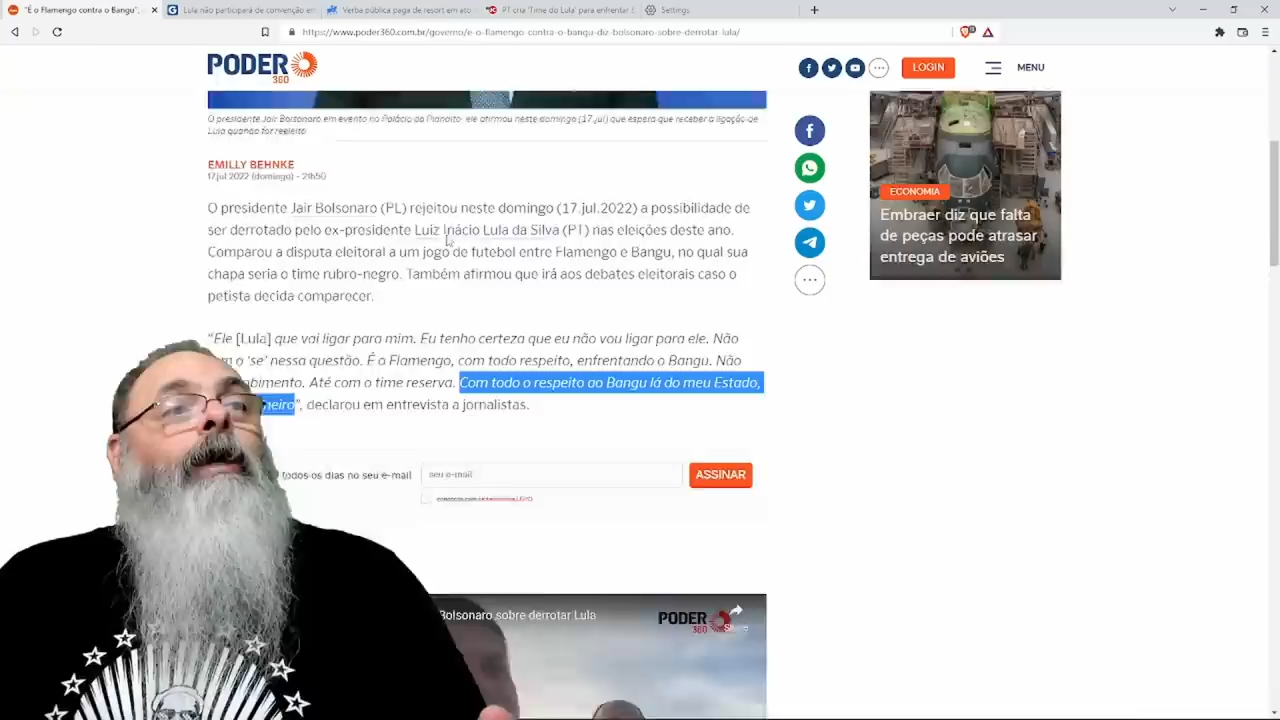 "É o Flamengo contra o Bangu",
Lula não participará de convenção em
Verba pública paga de resort em ato
PT cria 'Time do Lula' para enfrentar
Settings
https://www.poder360.com.br/governo/e-o-flamengo-contra-o-bangu-diz-bolsonaro-sobre-derrotar-lula/
PODER
360
LOGIN
MENU
O presidente Jair Bolsonaro em evento no Palácio do Planalto; ele afirmou neste domingo (17.jul) que espera que receber a ligação de
Lula quando for reeleito
EMILLY BEHNKE
17.jul.2022 (domingo) - 21h50
O presidente Jair Bolsonaro (PL) rejeitou neste domingo (17.jul.2022) a possibilidade de
ser derrotado pelo ex-presidente Luiz Inácio Lula da Silva (PT) nas eleições deste ano.
Comparou a disputa eleitoral a um jogo de futebol entre Flamengo e Bangu, no qual sua
chapa seria o time rubro-negro. Também afirmou que irá aos debates eleitorais caso o
petista decida comparecer.
"Ele [Lula] que vai ligar para mim. Eu tenho certeza que eu não vou ligar para ele. Não
o 'se' nessa questão. É o Flamengo, com todo respeito, enfrentando o Bangu. Não
bimento. Até com o time reserva. Com todo o respeito ao Bangu lá do meu Estado,
neiro", declarou em entrevista a jornalistas.
todos os dias no seu e-mail
seu e-mail
ASSINAR
ECONOMIA
Embraer diz que falta
de peças pode atrasar
entrega de aviões
Bolsonaro sobre derrotar Lula
PODER
360